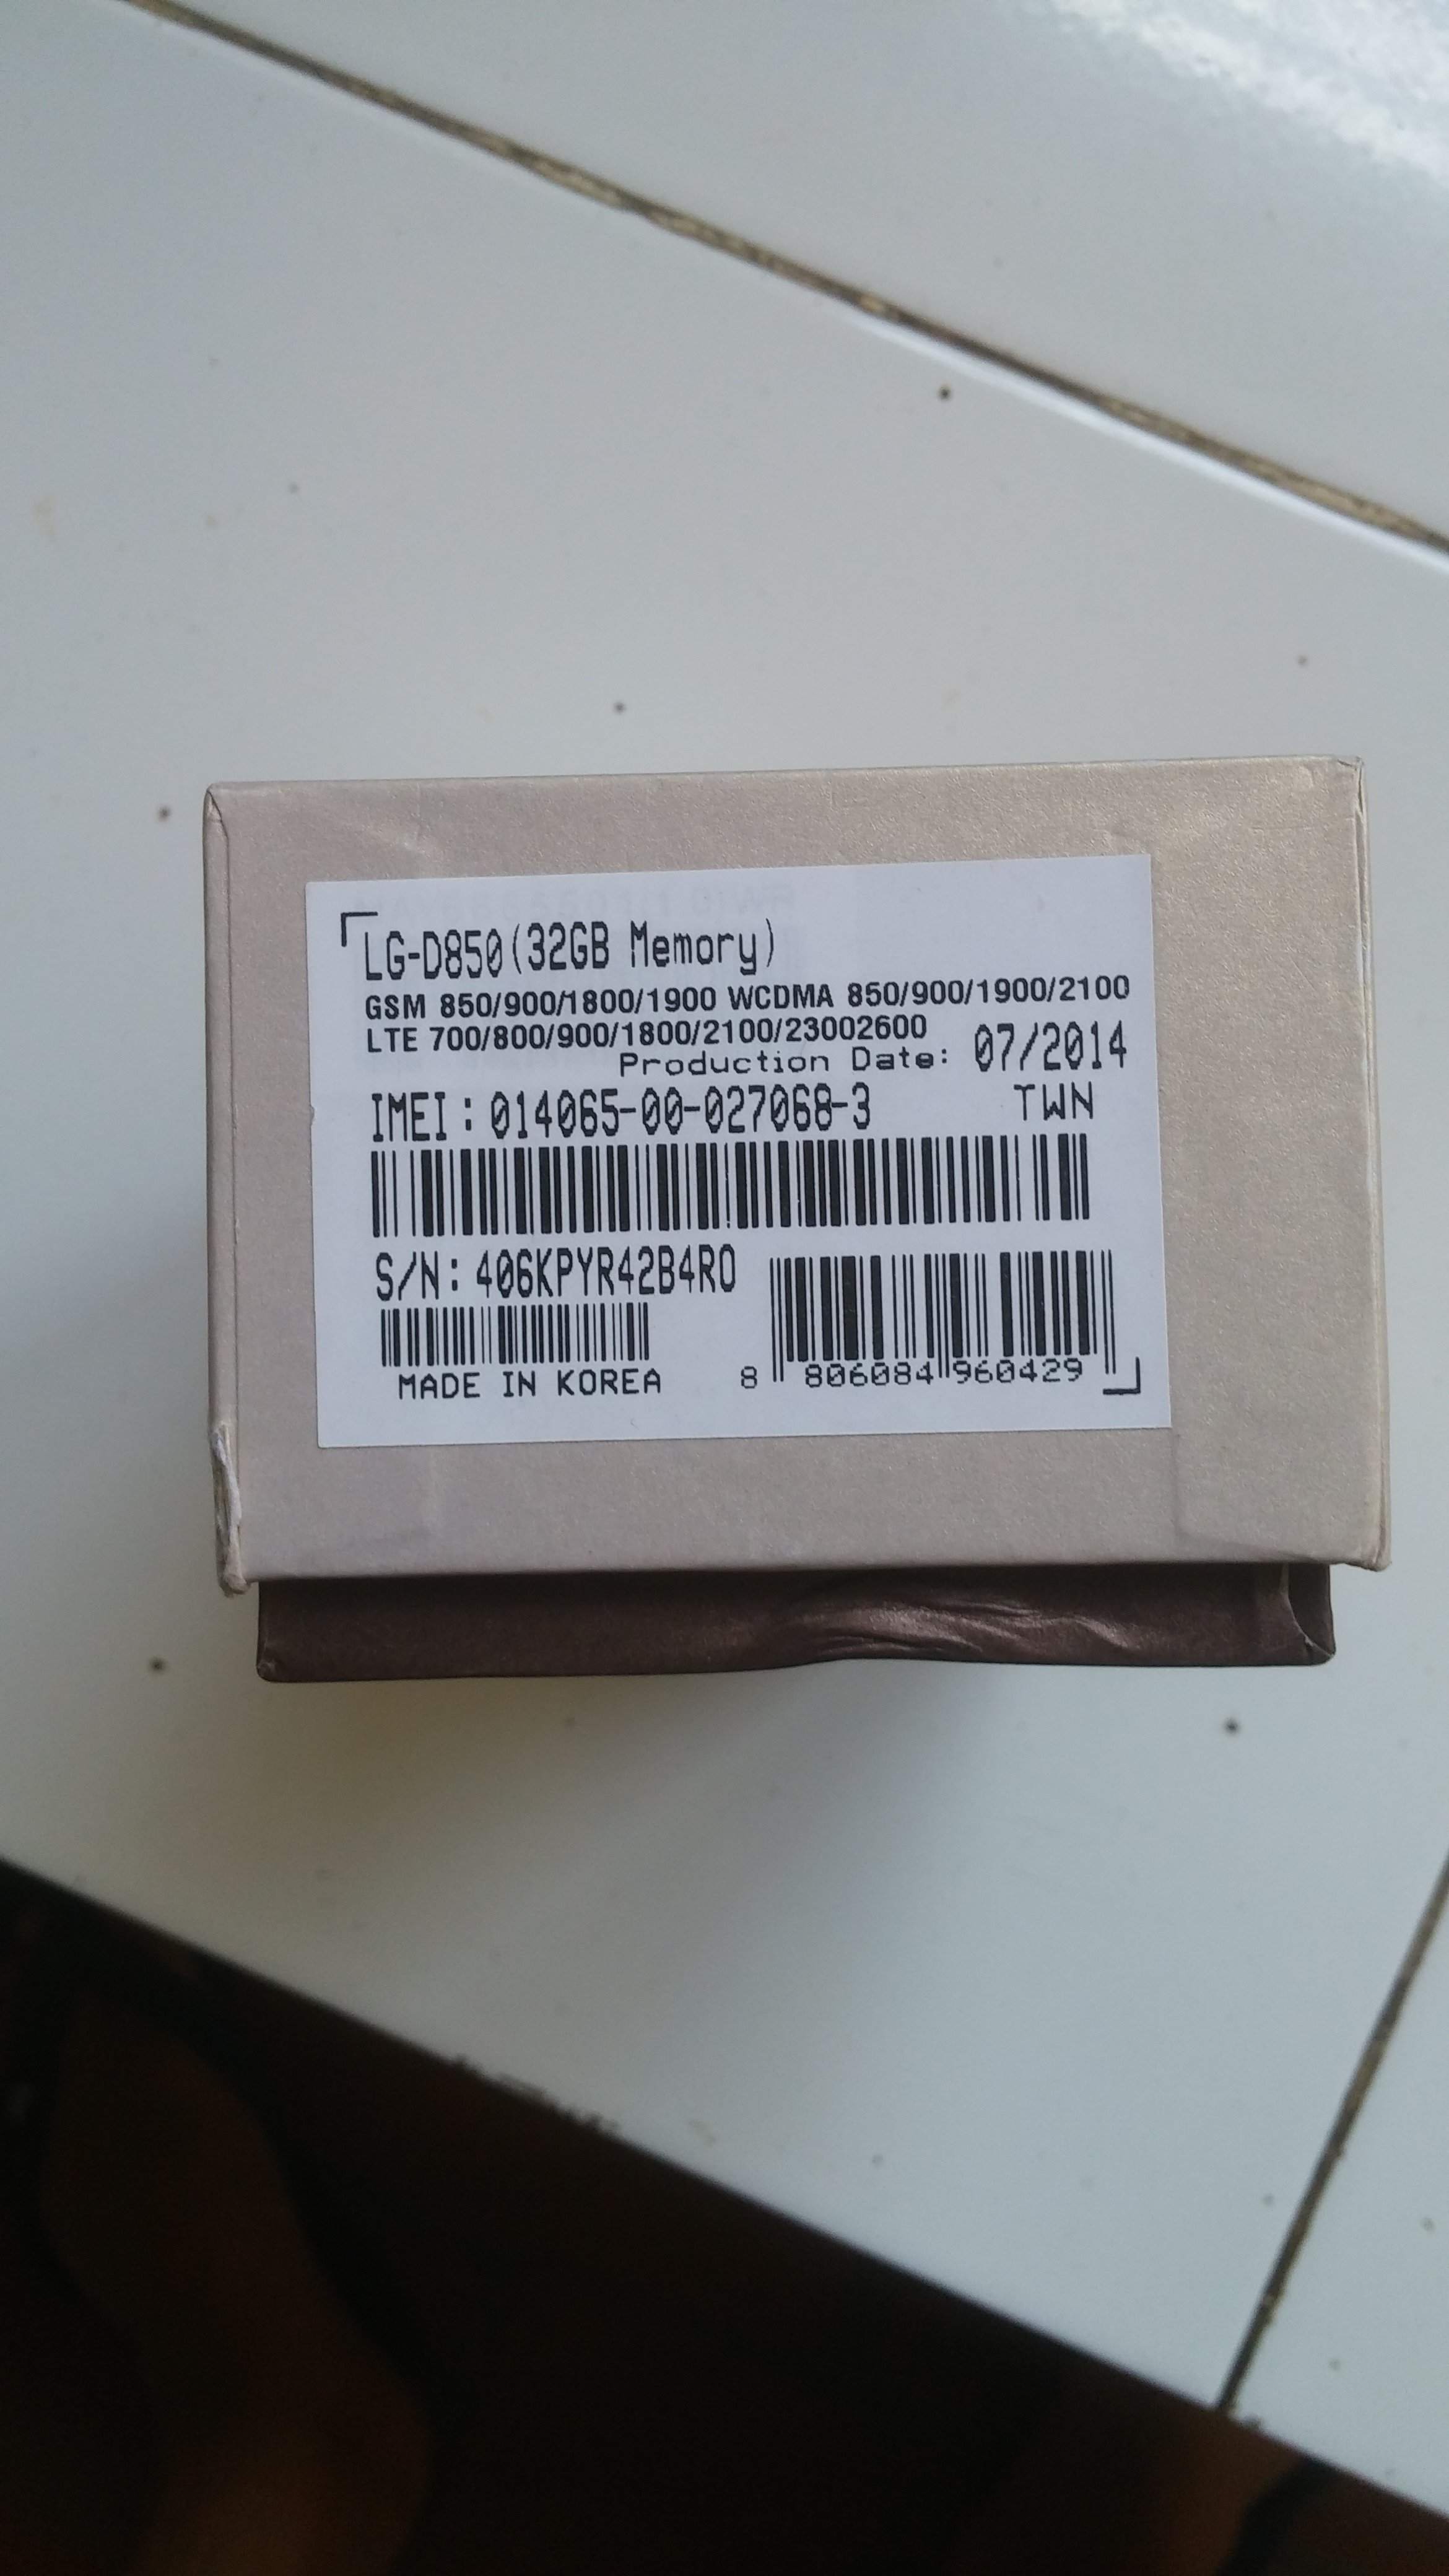 LG-D850(32GB Memory)
GSM 850/900/1800/1900 WCDMA 850/900/1900/2100
LTE 700/800/900/1800/2100/23002600
Production Date: 07/2014
IMEI: 014065-00-027068-3 TWN
S/N: 406KPYR42B4RO
MADE IN KOREA
8 806084 960429